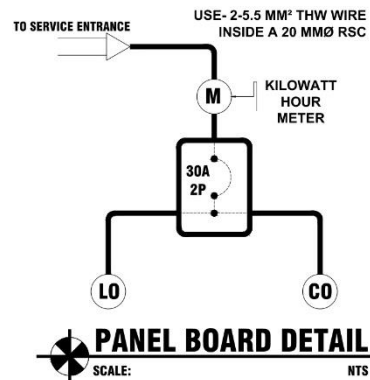 TO SERVICE ENTRANCE
USE- 2-5.5 MM² THW WIRE
INSIDE A 20 MMØ RSC
M
KILOWATT
HOUR
METER
30A
2P
LO
CO
PANEL BOARD DETAIL
SCALE:
NTS